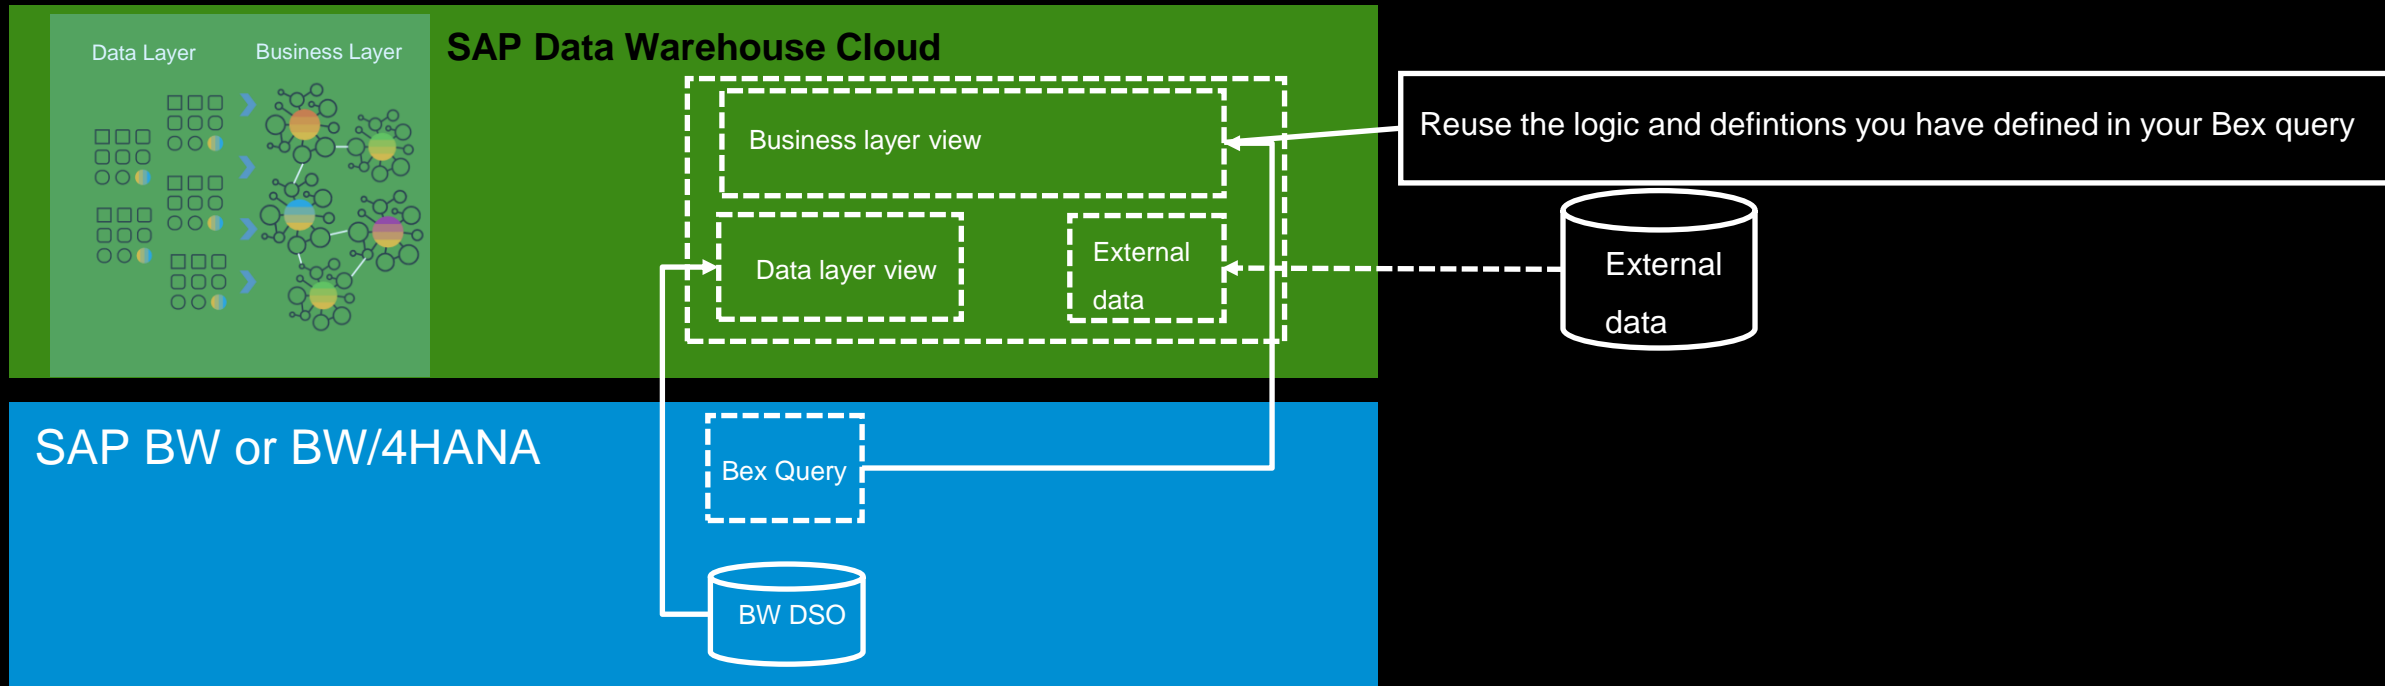 Data Layer
Business Layer
SAP Data Warehouse Cloud
Business layer view
Reuse the logic and defintions you have defined in your Bex query
Data layer view
External
data
External
data
SAP BW or BW/4HANA
Bex Query
BW DSO